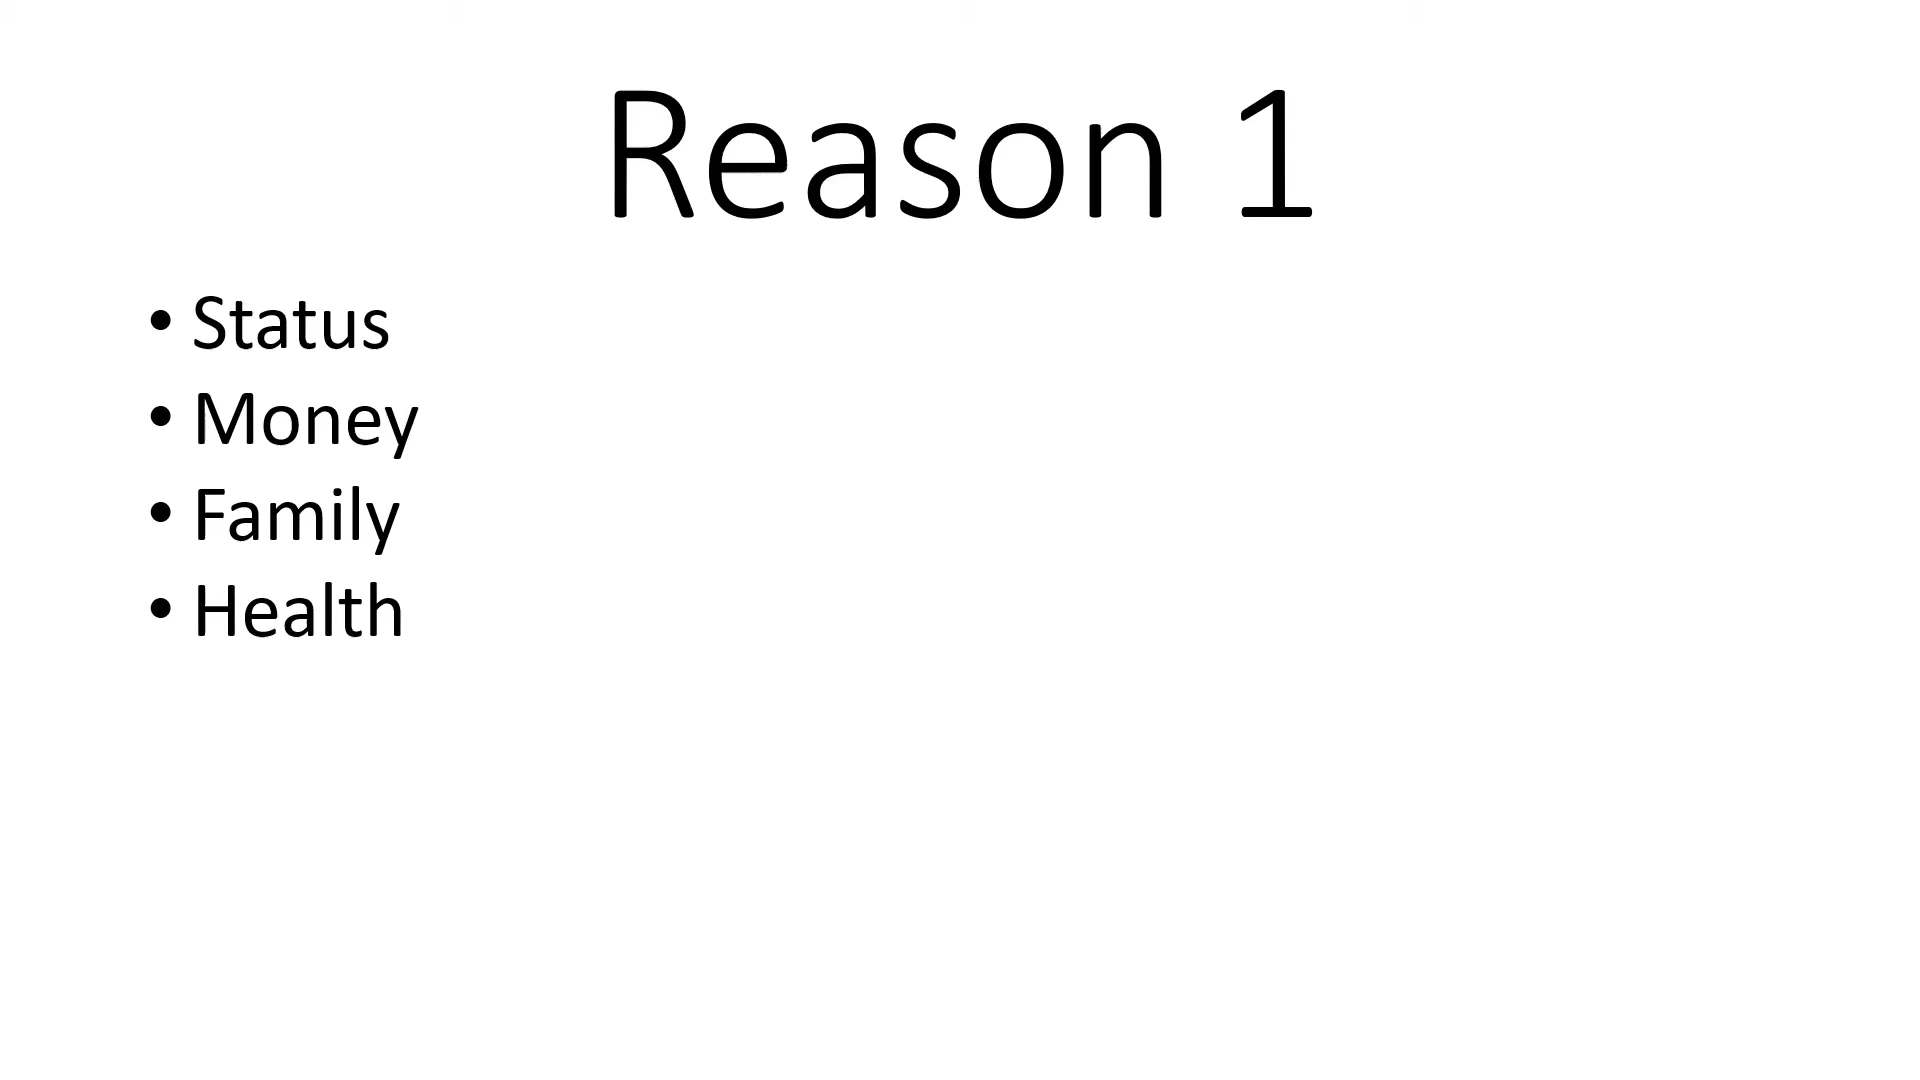 Reason 1
• Status
• Money
• Family
• Health